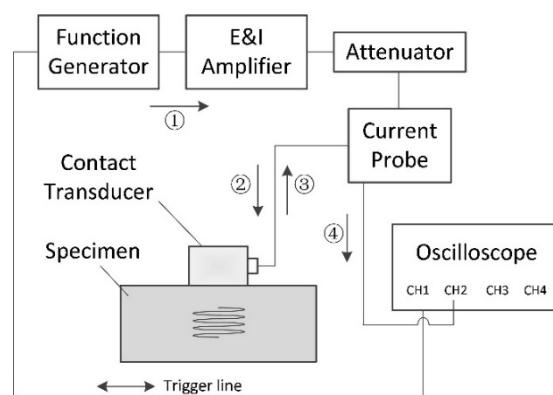 Function
Generator
E&I
Amplifier
Attenuator
①
Current
Probe
Contact
Transducer
②
③
④
Specimen
Oscilloscope
CH1 CH2 CH3 CH4
Trigger line